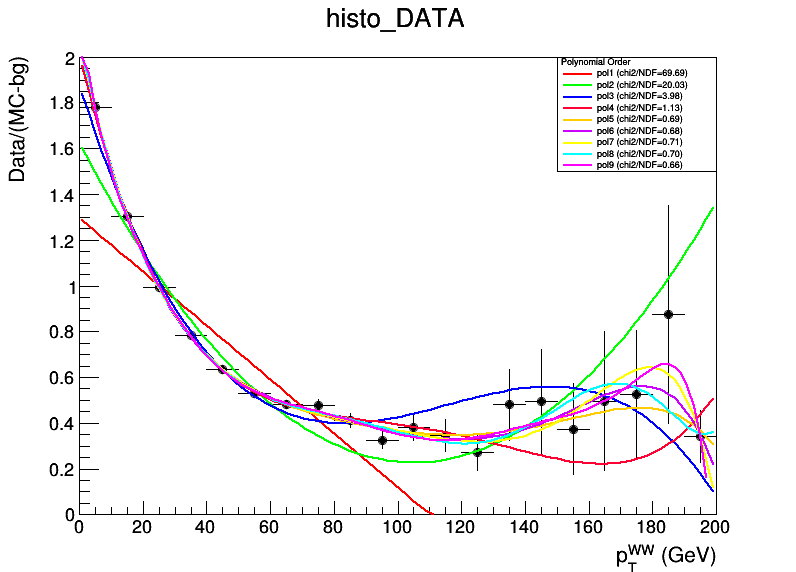 histo_DATA
Data/(MC-bg)
Polynomial Order
pol1 (chi2/NDF=69.69)
pol2 (chi2/NDF=20.03)
pol3 (chi2/NDF=3.98)
pol4 (chi2/NDF=1.13)
pol5 (chi2/NDF=0.69)
pol6 (chi2/NDF=0.68)
pol7 (chi2/NDF=0.71)
pol8 (chi2/NDF=0.70)
pol9 (chi2/NDF=0.66)
2
1.8
1.6
1.4
1.2
1
0.8
0.6
0.4
0.2
0
0 20 40 60 80 100 120 140 160 180 200
p_T^WW (GeV)